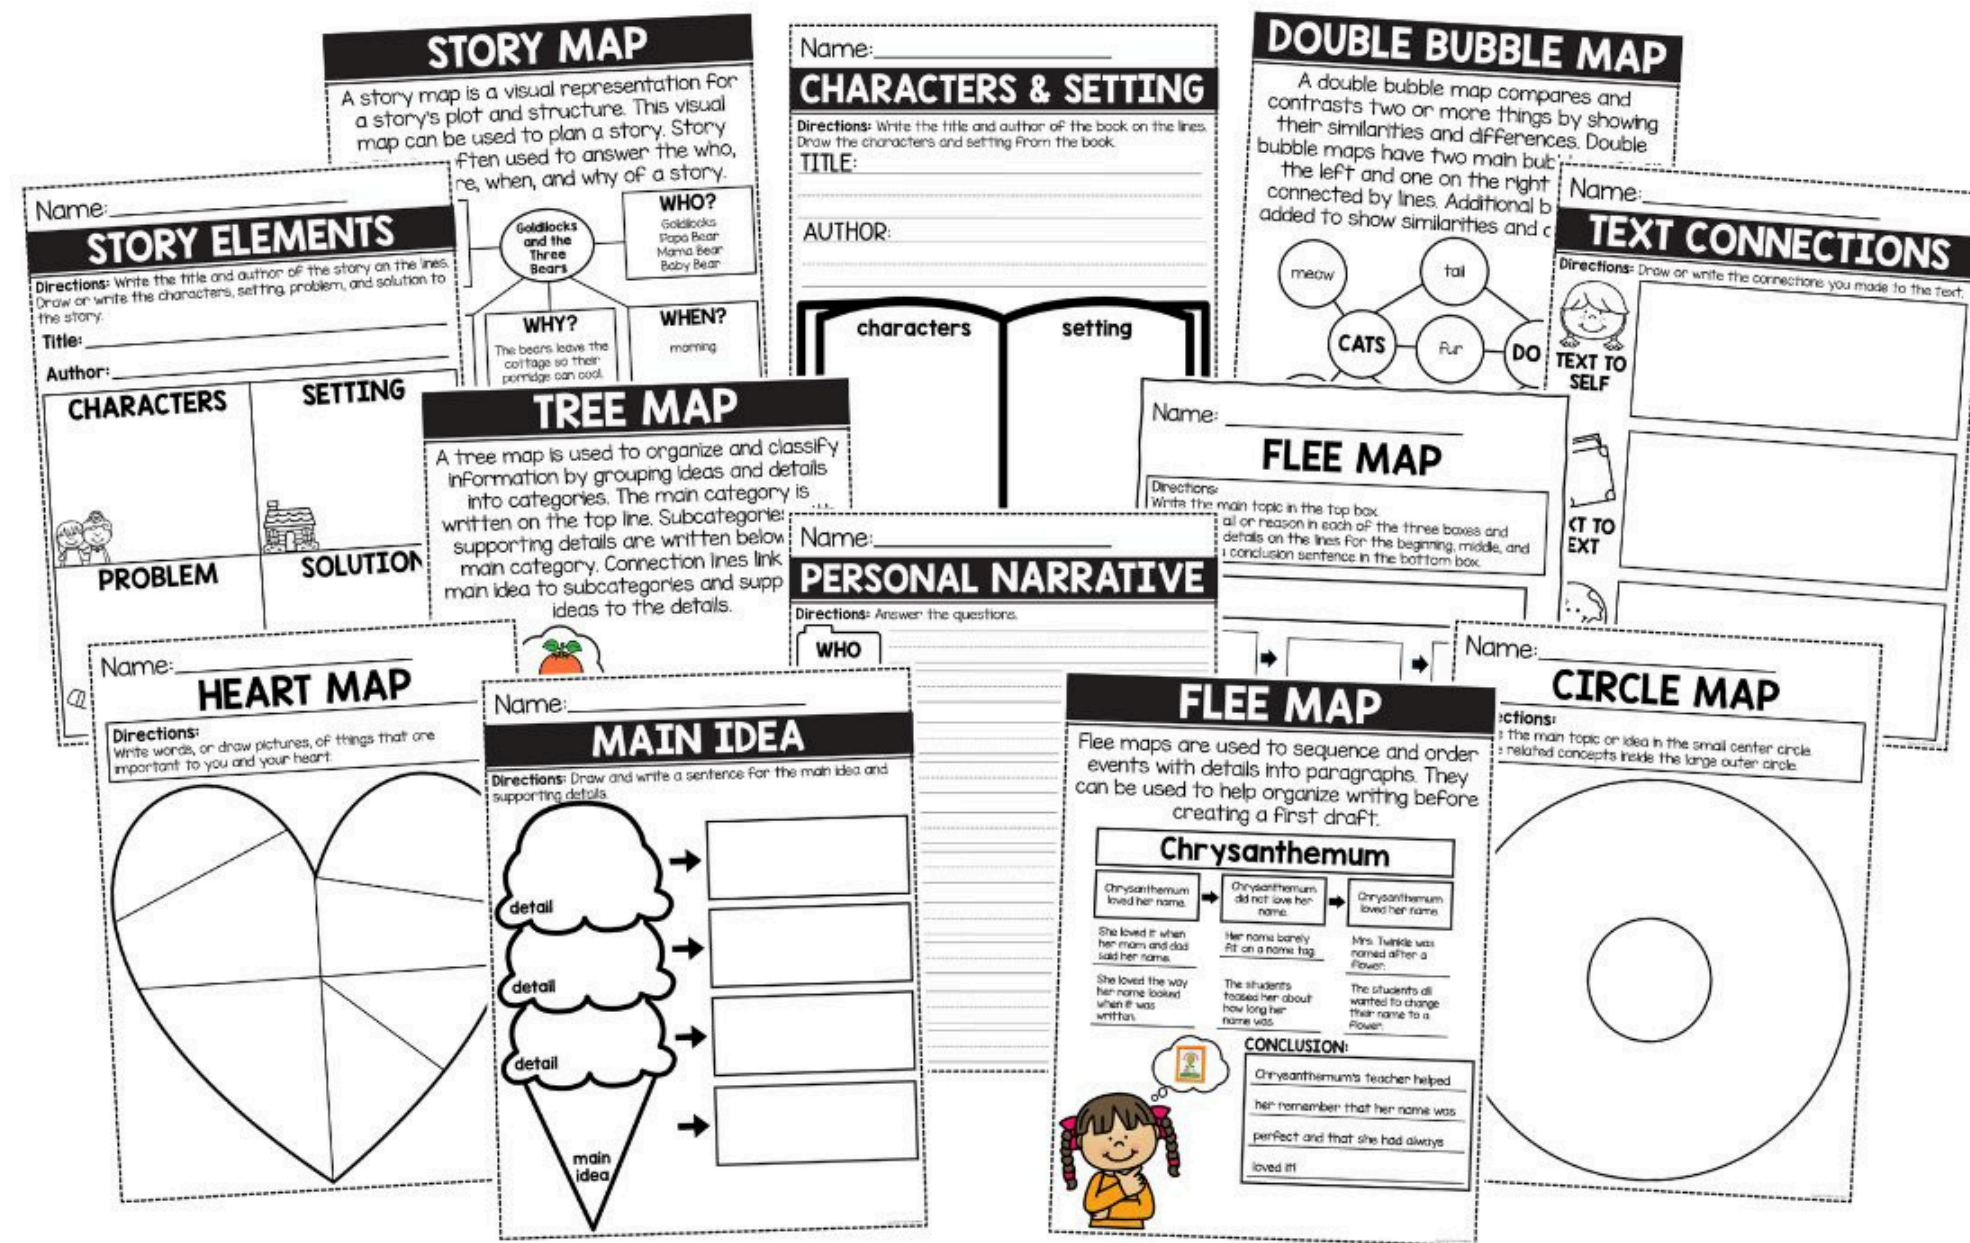 STORY MAP
A story map is a visual representation for
a story's plot and structure. This visual
map can be used to plan a story. Story
often used to answer the who,
when, and why of a story.
Goldilocks
and the
Three
Bears
WHO?
Goldilocks
Papa Bear
Mama Bear
Baby Bear
WHY?
The bears leave the
cottage so their
porridge can cool.
WHEN?
morning
Name:
CHARACTERS & SETTING
Directions: Write the title and author of the book on the lines.
Draw the characters and setting from the book.
TITLE:
AUTHOR:
characters
setting
DOUBLE BUBBLE MAP
A double bubble map compares and
contrasts two or more things by showing
their similarities and differences. Double
bubble maps have two main
the left and one on the right
connected by lines. Additional
added to show similarities and
meow
tail
CATS
fur
DO
Name:
TEXT CONNECTIONS
Directions: Draw or write the connections you made to the text.
TEXT TO
SELF
TO
EXT
Name:
STORY ELEMENTS
Directions: Write the title and author of the story on the lines.
Draw or write the characters, setting, problem, and solution to
the story.
Title:
Author:
CHARACTERS
SETTING
PROBLEM
SOLUTION
TREE MAP
A tree map is used to organize and classify
information by grouping ideas and details
into categories. The main category is
written on the top line. Subcategories
supporting details are written below
main category. Connection lines link
main idea to subcategories and supp
ideas to the details.
Name:
PERSONAL NARRATIVE
Directions: Answer the questions.
WHO
Name:
FLEE MAP
Directions:
Write the main topic in the top box.
ail or reason in each of the three boxes and
details on the lines for the beginning, middle, and
conclusion sentence in the bottom box.
Name:
HEART MAP
Directions:
Write words, or draw pictures, of things that are
important to you and your heart.
Name:
MAIN IDEA
Directions: Draw and write a sentence for the main idea and
supporting details.
detail
detail
detail
main
idea
FLEE MAP
Flee maps are used to sequence and order
events with details into paragraphs. They
can be used to help organize writing before
creating a first draft.
Chrysanthemum
Chrysanthemum
loved her name.
Chrysanthemum
did not love her
name.
Chrysanthemum
loved her name.
She loved it when
her mom and dad
said her name.
Her name barely
fit on a name tag.
Mrs. Twinkle was
named after a
flower.
She loved the way
her name looked
when it was
written.
The students
teased her about
how long her
name was.
The students all
wanted to change
their name to a
flower.
CONCLUSION:
Chrysanthemum's teacher helped
her remember that her name was
perfect and that she had always
loved it!
Name:
CIRCLE MAP
ections:
the main topic or idea in the small center circle.
related concepts inside the large outer circle.